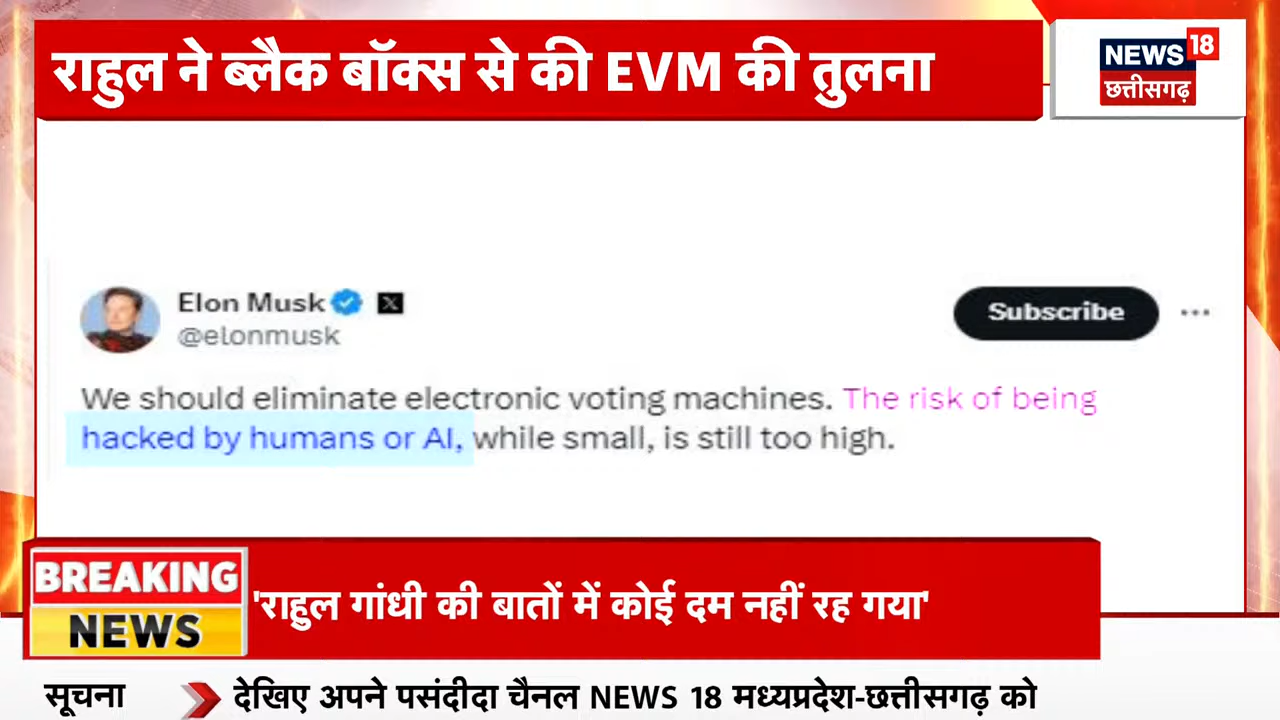 राहुल ने ब्लैक बॉक्स से की EVM की तुलना
NEWS 18
छत्तीसगढ़
Elon Musk
@elonmusk
Subscribe
We should eliminate electronic voting machines. The risk of being
hacked by humans or AI, while small, is still too high.
BREAKING
NEWS
'राहुल गांधी की बातों में कोई दम नहीं रह गया'
सूचना
देखिए अपने पसंदीदा चैनल NEWS 18 मध्यप्रदेश-छत्तीसगढ़ को